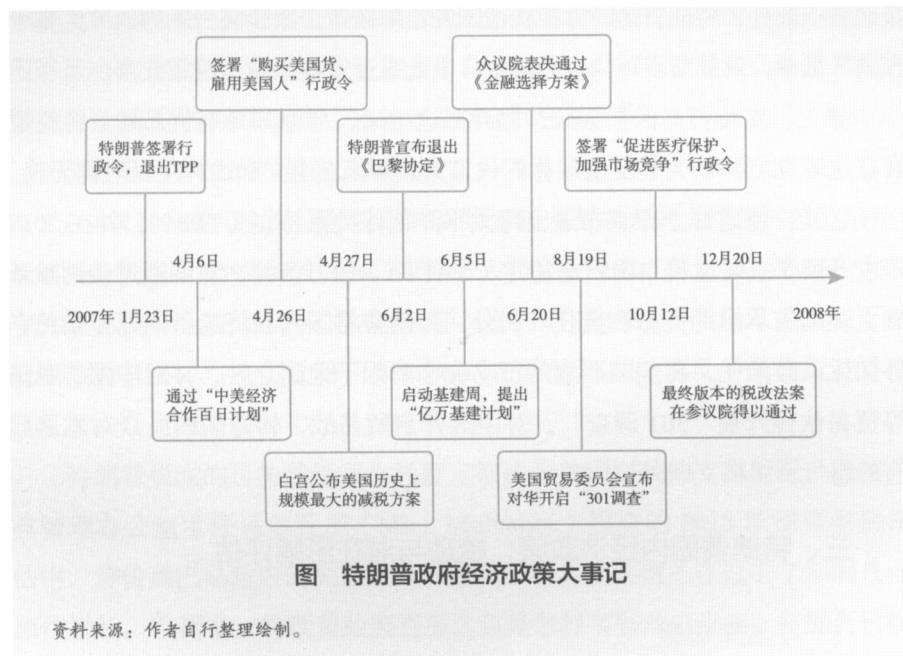 签署“购买美国货、
雇用美国人”行政令
众议院表决通过
《金融选择方案》
特朗普签署行
政令，退出TPP
特朗普宣布退出
《巴黎协定》
签署“促进医疗保护、
加强市场竞争”行政令
4月6日
4月27日
6月5日
8月19日
12月20日
2007年 1月23日
4月26日
6月2日
6月20日
10月12日
2008年
通过“中美经济
合作百日计划”
启动基建周，提出
“亿万基建计划”
最终版本的税改法案
在参议院得以通过
白宫公布美国历史上
规模最大的减税方案
美国贸易委员会宣布
对华开启“301调查”
图 特朗普政府经济政策大事记
资料来源：作者自行整理绘制。